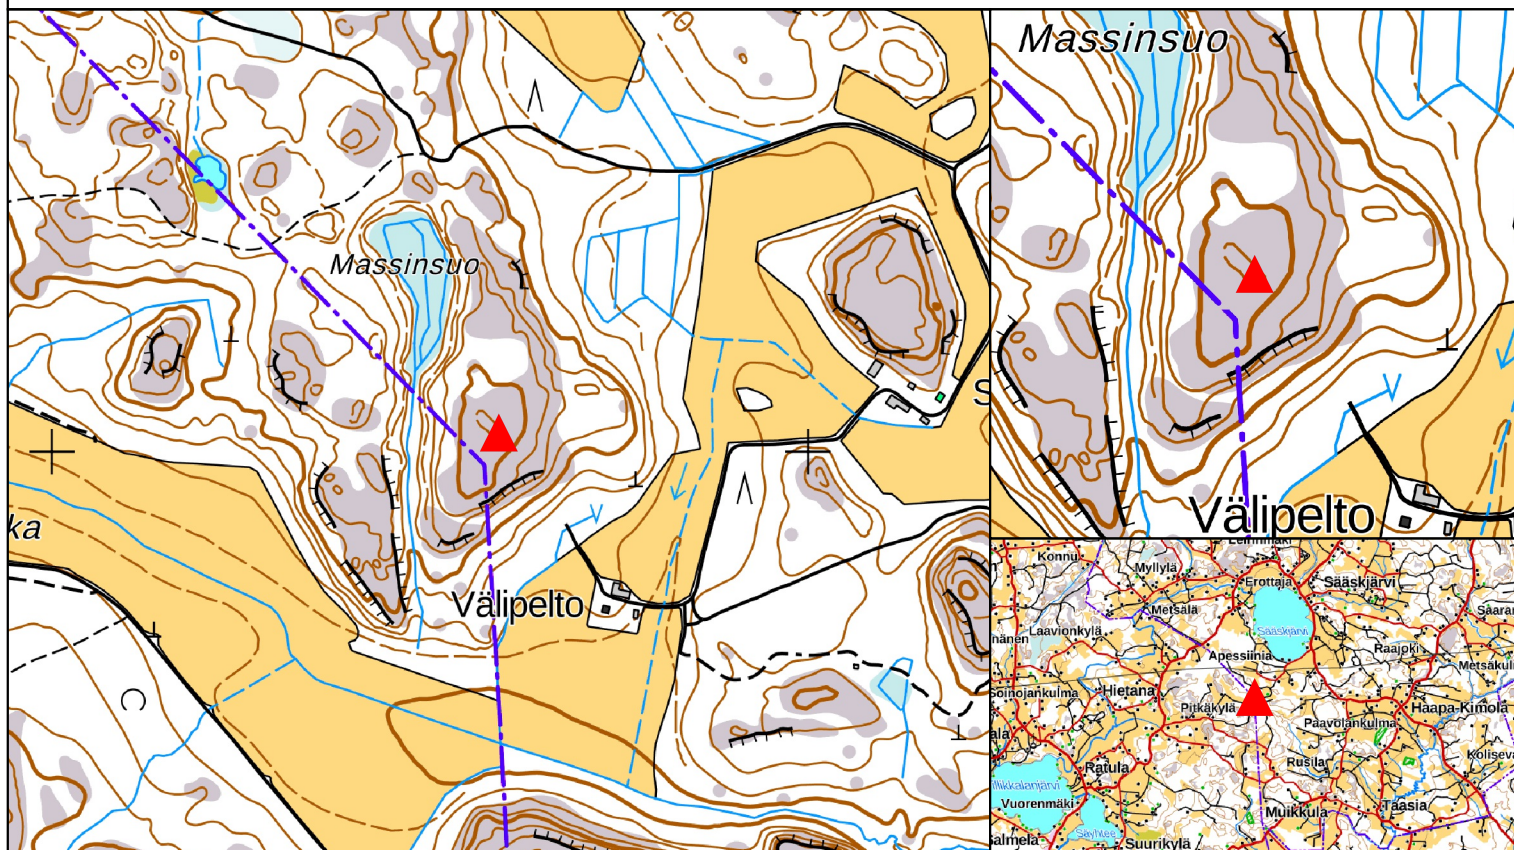 Massinsuo
ka
Välipelto
S
Massinsuo
Välipelto
Konnu
Myllylä
Erottaja
Sääskjärvi
Metsälä
Laavionkylä
Sääskjärvi
Raajoki
Apessiinia
Hietana
Pitkäkylä
Paavolankulma
Haapa-Kimola
Rusila
Ratula
Vuorenmäki
Taasia
Muikkula
Säyhtee
Suurikylä